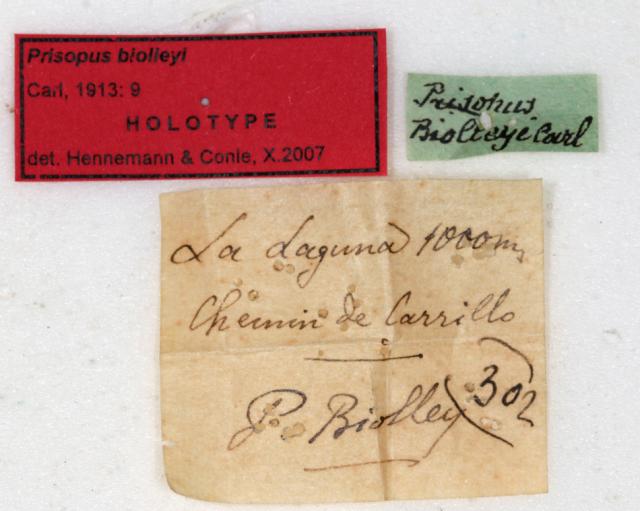 Prisopus biolleyi
Carl, 1913: 9
HOLOTYPE
det. Hennemann & Conle, X.2007
Prisopus
Biolleyi Carl
La Laguna 1000m,
Chemin de Carrillo
P. Biolley
302